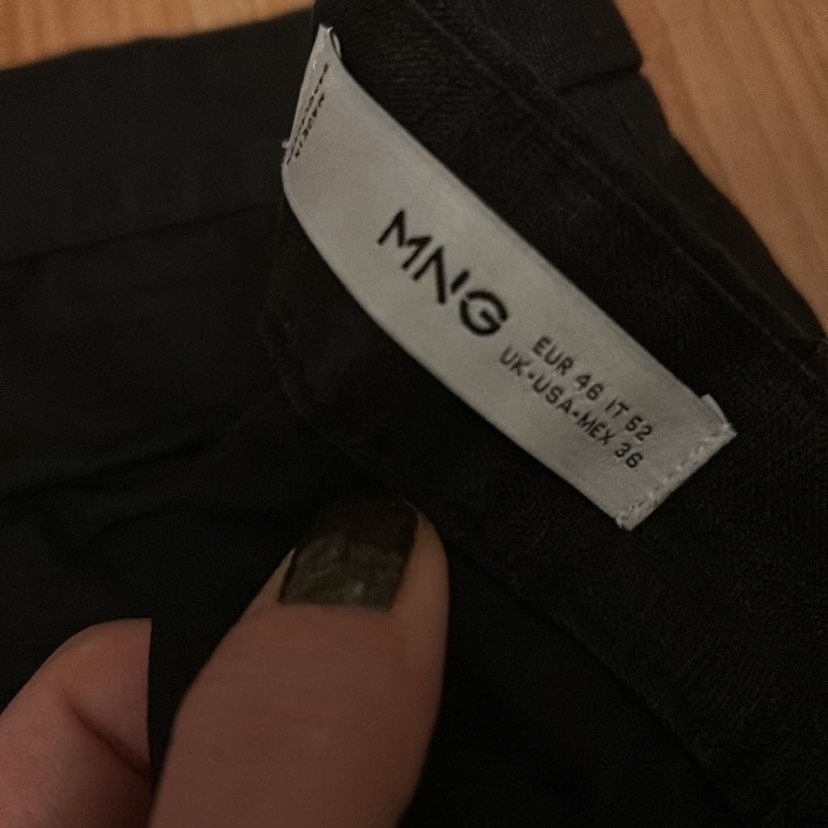 MNG
EUR 46 IT 52
UK-USA-MEX 36